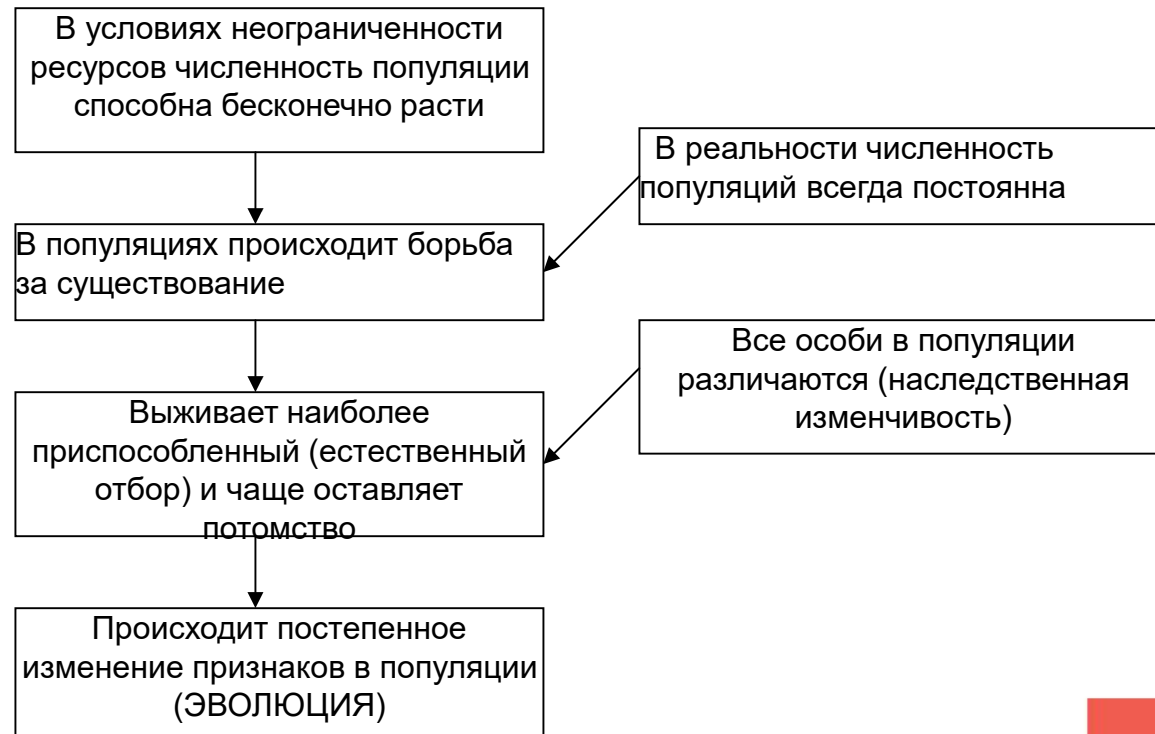 В условиях неограниченности
ресурсов численность популяции
способна бесконечно расти
В реальности численность
популяций всегда постоянна
В популяциях происходит борьба
за существование
Все особи в популяции
различаются (наследственная
изменчивость)
Выживает наиболее
приспособленный (естественный
отбор) и чаще оставляет
потомство
Происходит постепенное
изменение признаков в популяции
(ЭВОЛЮЦИЯ)